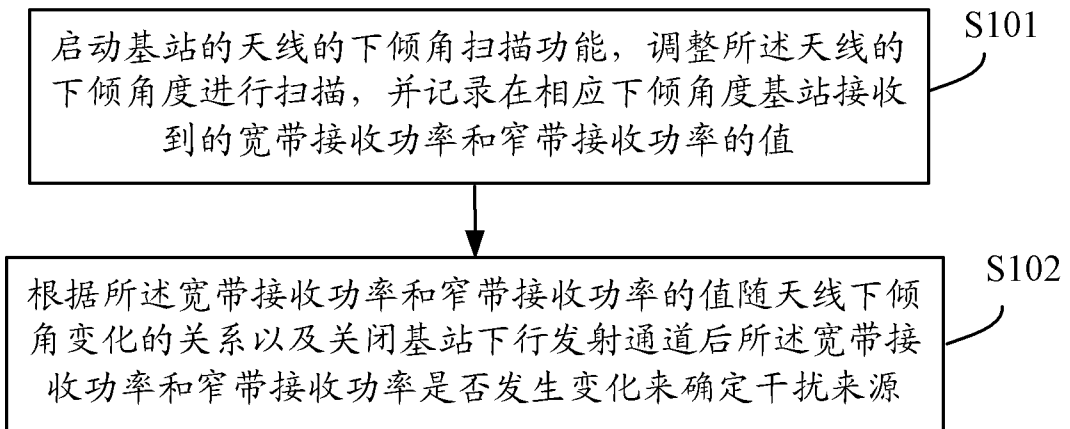 启动基站的天线的下倾角扫描功能，调整所述天线的
下倾角度进行扫描，并记录在相应下倾角度基站接收
到的宽带接收功率和窄带接收功率的值
S101
根据所述宽带接收功率和窄带接收功率的值随天线下倾
角变化的关系以及关闭基站下行发射通道后所述宽带接
收功率和窄带接收功率是否发生变化来确定干扰来源
S102